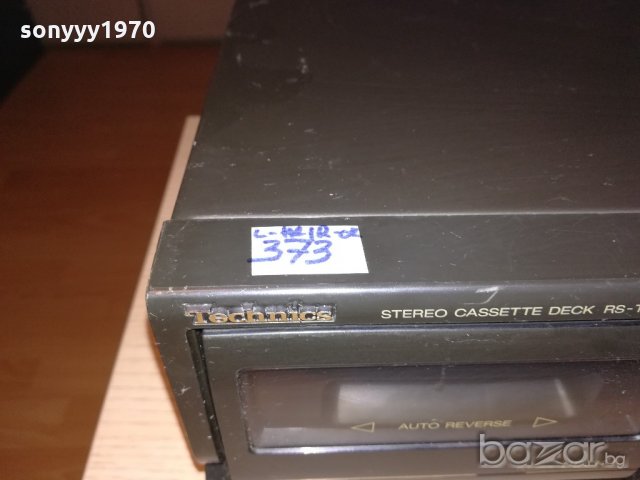 sonyyy1970
373
Technics
STEREO CASSETTE DECK RS-T
AUTO REVERSE
bazar.bg